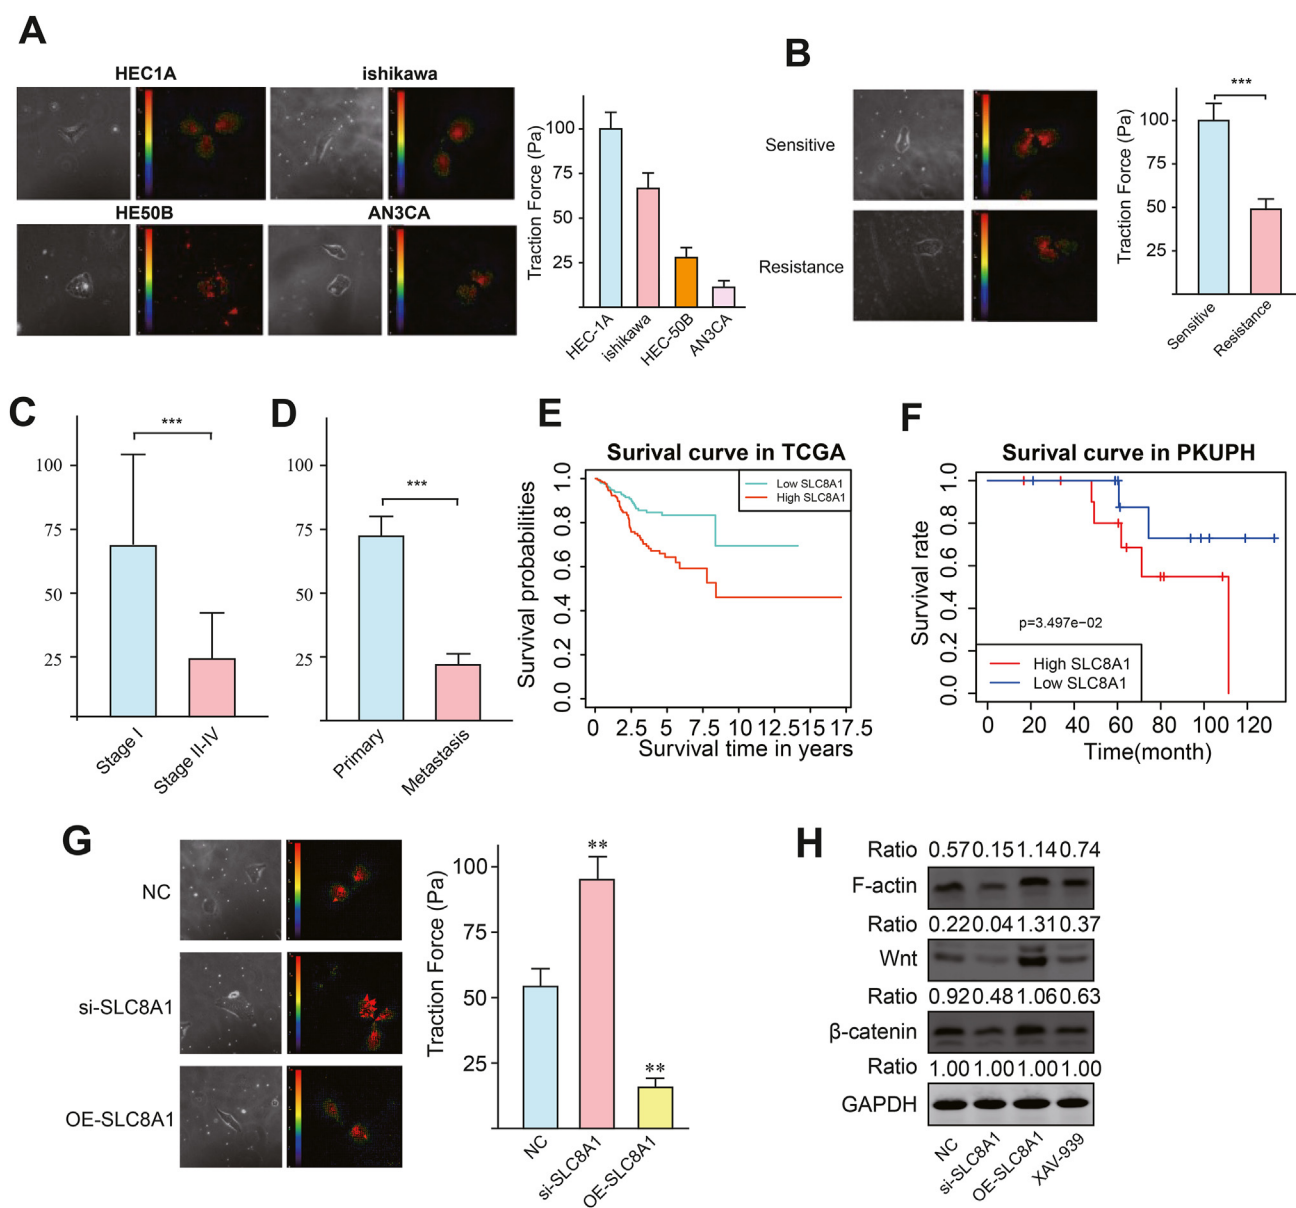 A
HEC1A
ishikawa
HE50B
AN3CA
Traction Force (Pa)
100
75
50
25
HEC-1A
ishikawa
HEC-50B
AN3CA
B
Sensitive
Resistance
Traction Force (Pa)
100
75
50
25
***
Sensitive
Resistance
C
100
75
50
25
***
Stage I
Stage II-IV
D
100
75
50
25
***
Primary
Metastasis
E
Surival curve in TCGA
Low SLC8A1
High SLC8A1
Survival probabilities
1.0
0.8
0.6
0.4
0.2
0.0
0 2.5 5 7.5 10 12.5 15 17.5
Survival time in years
F
Surival curve in PKUPH
Survival rate
1.0
0.8
0.6
0.4
0.2
0.0
p=3.497e−02
High SLC8A1
Low SLC8A1
0 20 40 60 80 100 120
Time(month)
G
NC
si-SLC8A1
OE-SLC8A1
Traction Force (Pa)
100
75
50
25
**
**
NC
si-SLC8A1
OE-SLC8A1
H
Ratio 0.57 0.15 1.14 0.74
F-actin
Ratio 0.22 0.04 1.31 0.37
Wnt
Ratio 0.92 0.48 1.06 0.63
β-catenin
Ratio 1.00 1.00 1.00 1.00
GAPDH
NC
si-SLC8A1
OE-SLC8A1
XAV-939